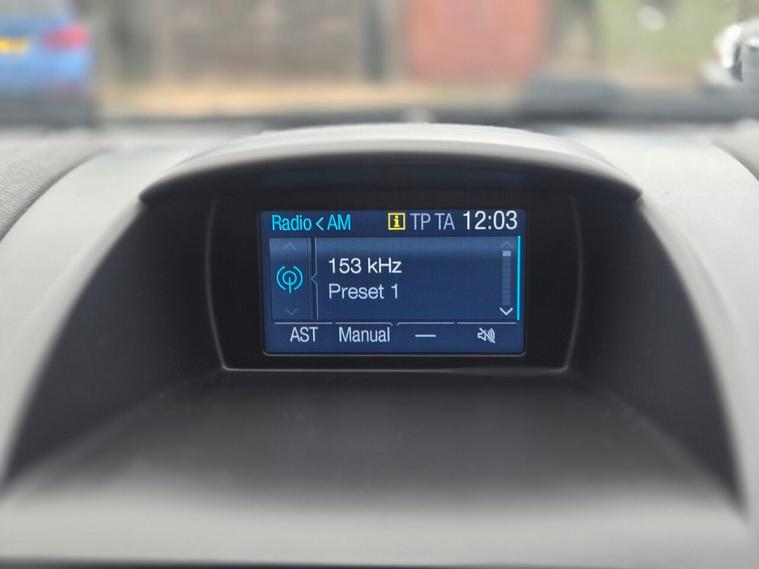 Radio < AM i TP TA 12:03
153 kHz
Preset 1
AST Manual —